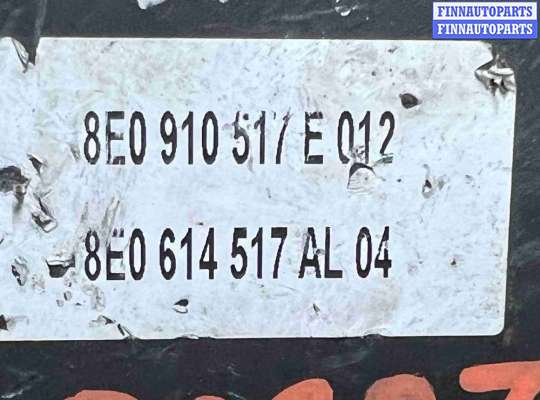 FINNAUTOPARTS
FINNAUTOPARTS
8E0 910 517 E 012
8E0 614 517 AL 04